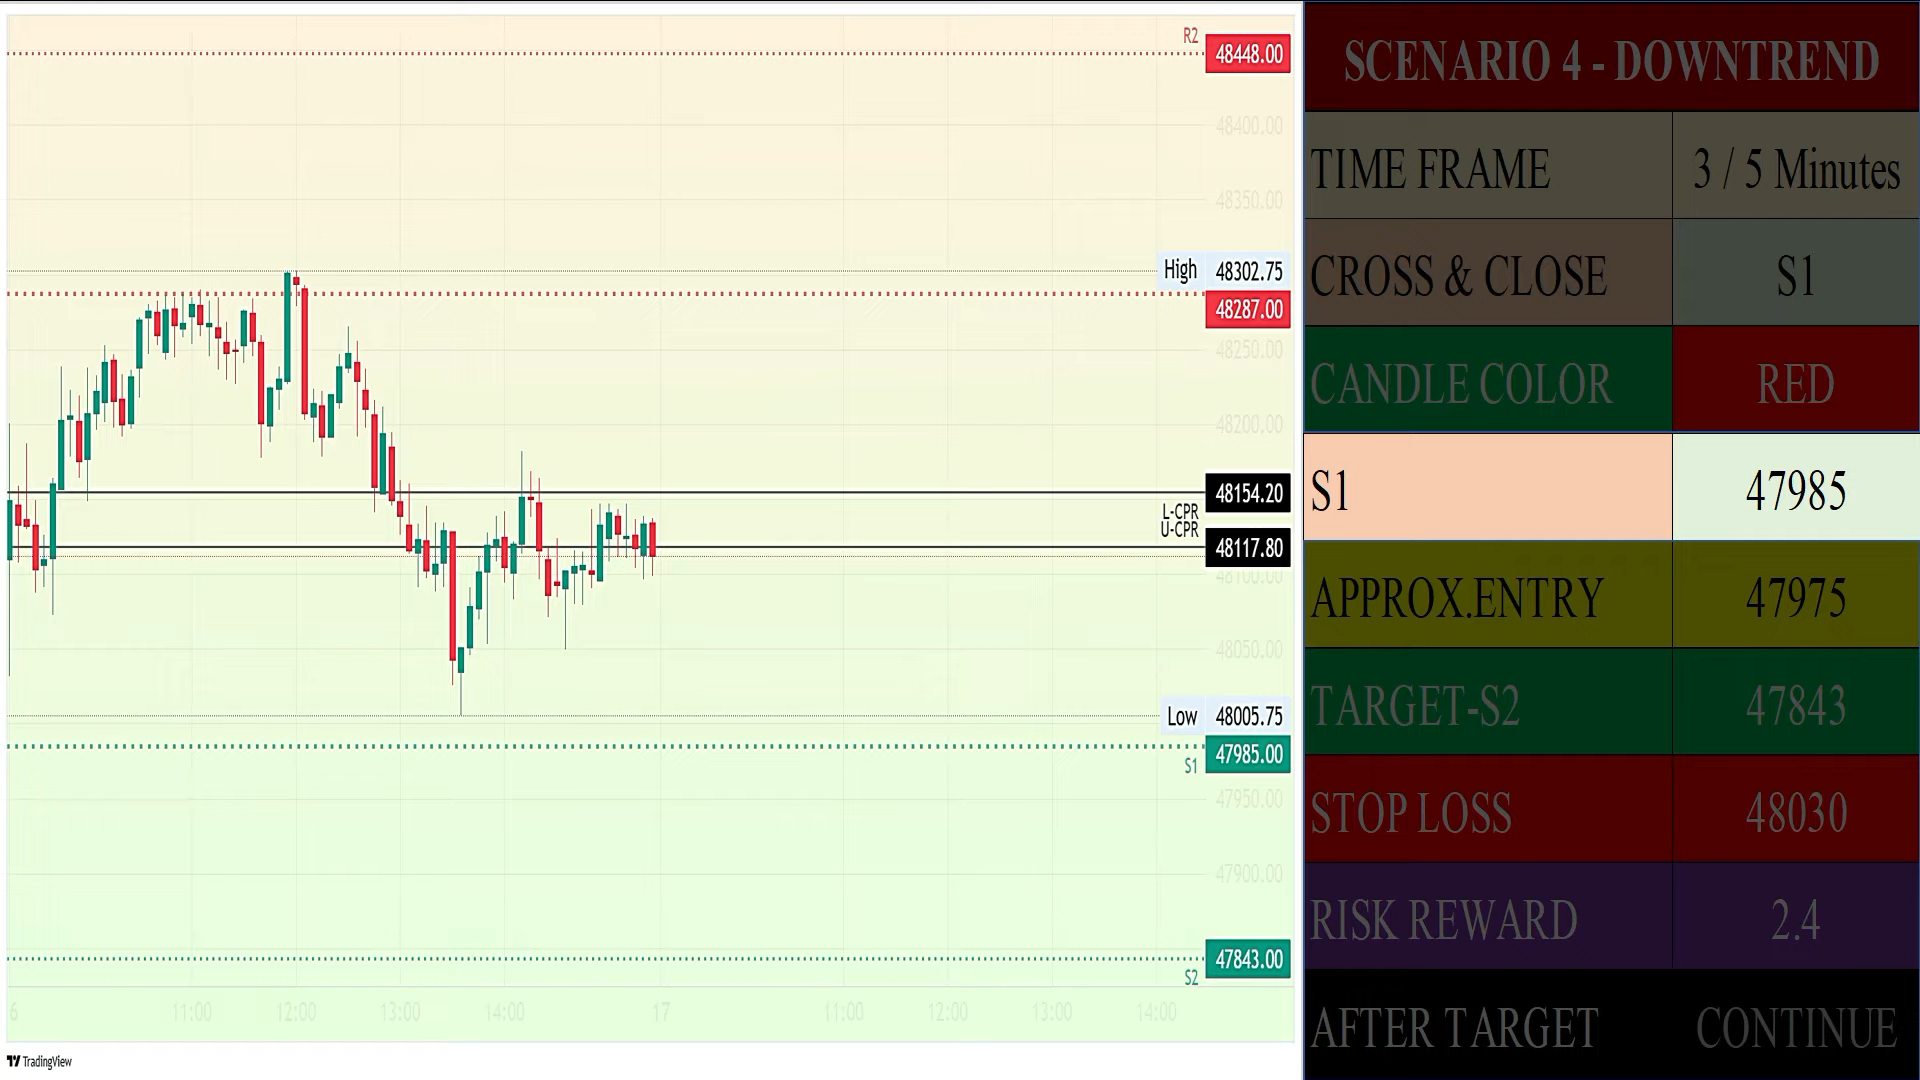 R2
48448.00
48400.00
48350.00
High 48302.75
48287.00
48250.00
48200.00
48154.20
L-CPR
U-CPR
48117.80
48100.00
48050.00
Low 48005.75
47985.00
S1
47950.00
47900.00
47843.00
S2
6 11:00 12:00 13:00 14:00 17 11:00 12:00 13:00 14:00
TradingView
SCENARIO 4 - DOWNTREND
TIME FRAME 3 / 5 Minutes
CROSS & CLOSE S1
CANDLE COLOR RED
S1 47985
APPROX.ENTRY 47975
TARGET-S2 47843
STOP LOSS 48030
RISK REWARD 2.4
AFTER TARGET CONTINUE